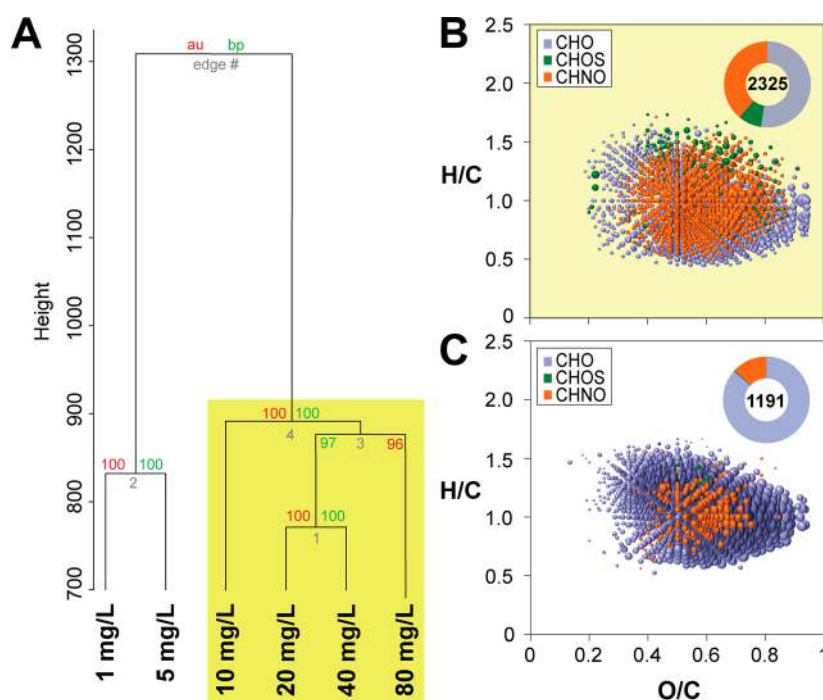 A
au bp
edge #
Height
1300
1200
1100
1000
900
800
700
100 100
2
100 100
4
3
97 96
100 100
1
1 mg/L
5 mg/L
10 mg/L
20 mg/L
40 mg/L
80 mg/L
B
H/C
2.5
2.0
1.5
1.0
0.5
0
CHO
CHOS
CHNO
2325
C
H/C
2.5
2.0
1.5
1.0
0.5
0
CHO
CHOS
CHNO
1191
0 0.2 0.4 0.6 0.8 1
O/C